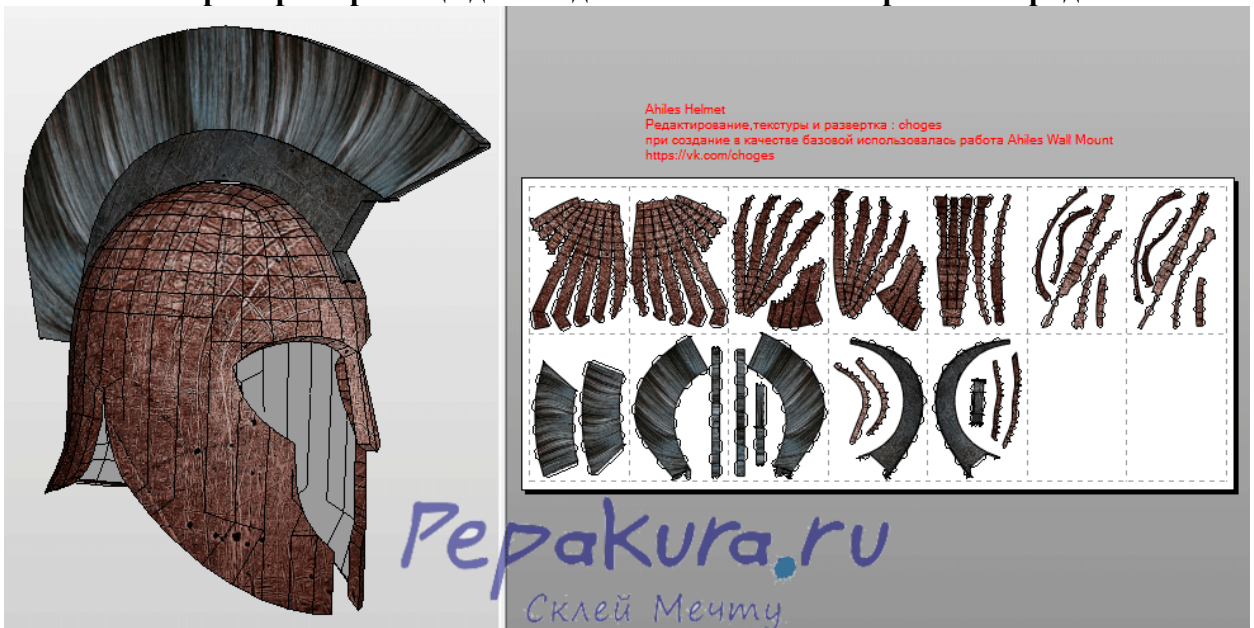 Ahiles Helmet
Редактирование,текстуры и развертка : choges
при создание в качестве базовой использовалась работа Ahiles Wall Mount
https://vk.com/choges
Pepakura.ru
Склей Мечту